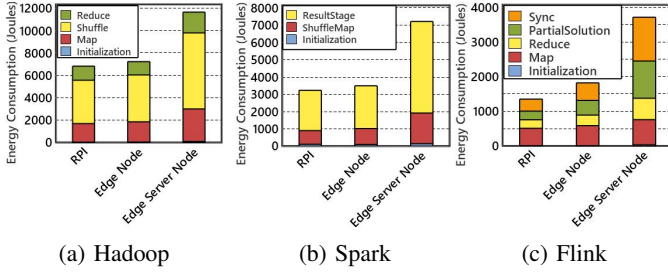 Energy Consumption (Joules)
12000
10000
8000
6000
4000
2000
0
Reduce
Shuffle
Map
Initialization
RPI
Edge Node
Edge Server Node
(a) Hadoop
Energy Consumption (Joules)
8000
7000
6000
5000
4000
3000
2000
1000
0
ResultStage
ShuffleMap
Initialization
RPI
Edge Node
Edge Server Node
(b) Spark
Energy Consumption (Joules)
4000
3000
2000
1000
0
Sync
PartialSolution
Reduce
Map
Initialization
RPI
Edge Node
Edge Server Node
(c) Flink